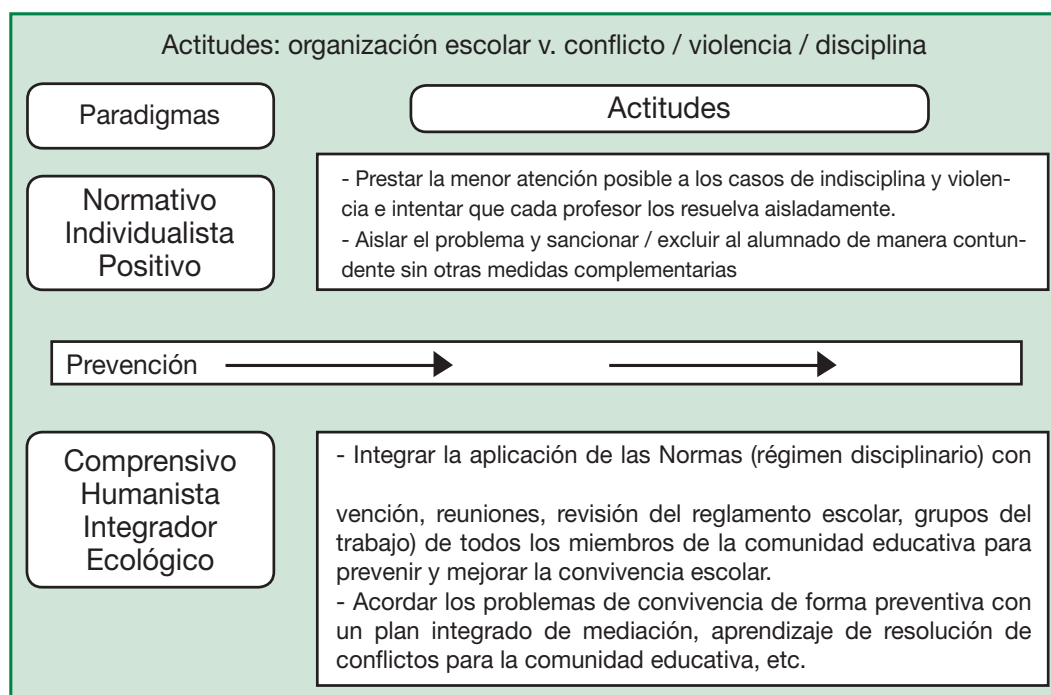 Actitudes: organización escolar v. conflicto / violencia / disciplina
Paradigmas
Actitudes
Normativo
Individualista
Positivo
- Prestar la menor atención posible a los casos de indisciplina y violen-
cia e intentar que cada profesor los resuelva aisladamente.
- Aislar el problema y sancionar / excluir al alumnado de manera contun-
dente sin otras medidas complementarias
Prevención
Comprensivo
Humanista
Integrador
Ecológico
- Integrar la aplicación de las Normas (régimen disciplinario) con
vención, reuniones, revisión del reglamento escolar, grupos del
trabajo) de todos los miembros de la comunidad educativa para
prevenir y mejorar la convivencia escolar.
- Acordar los problemas de convivencia de forma preventiva con
un plan integrado de mediación, aprendizaje de resolución de
conflictos para la comunidad educativa, etc.